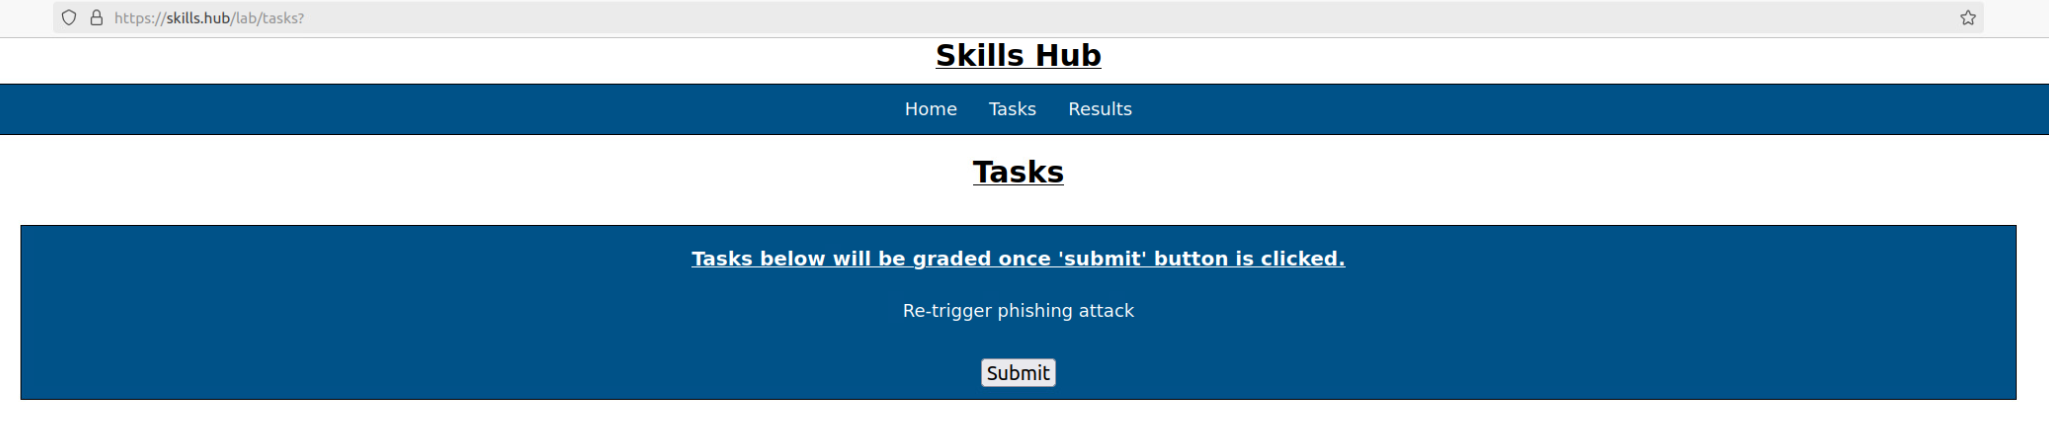 https://skills.hub/lab/tasks?
Skills Hub
Home Tasks Results
Tasks
Tasks below will be graded once 'submit' button is clicked.
Re-trigger phishing attack
Submit